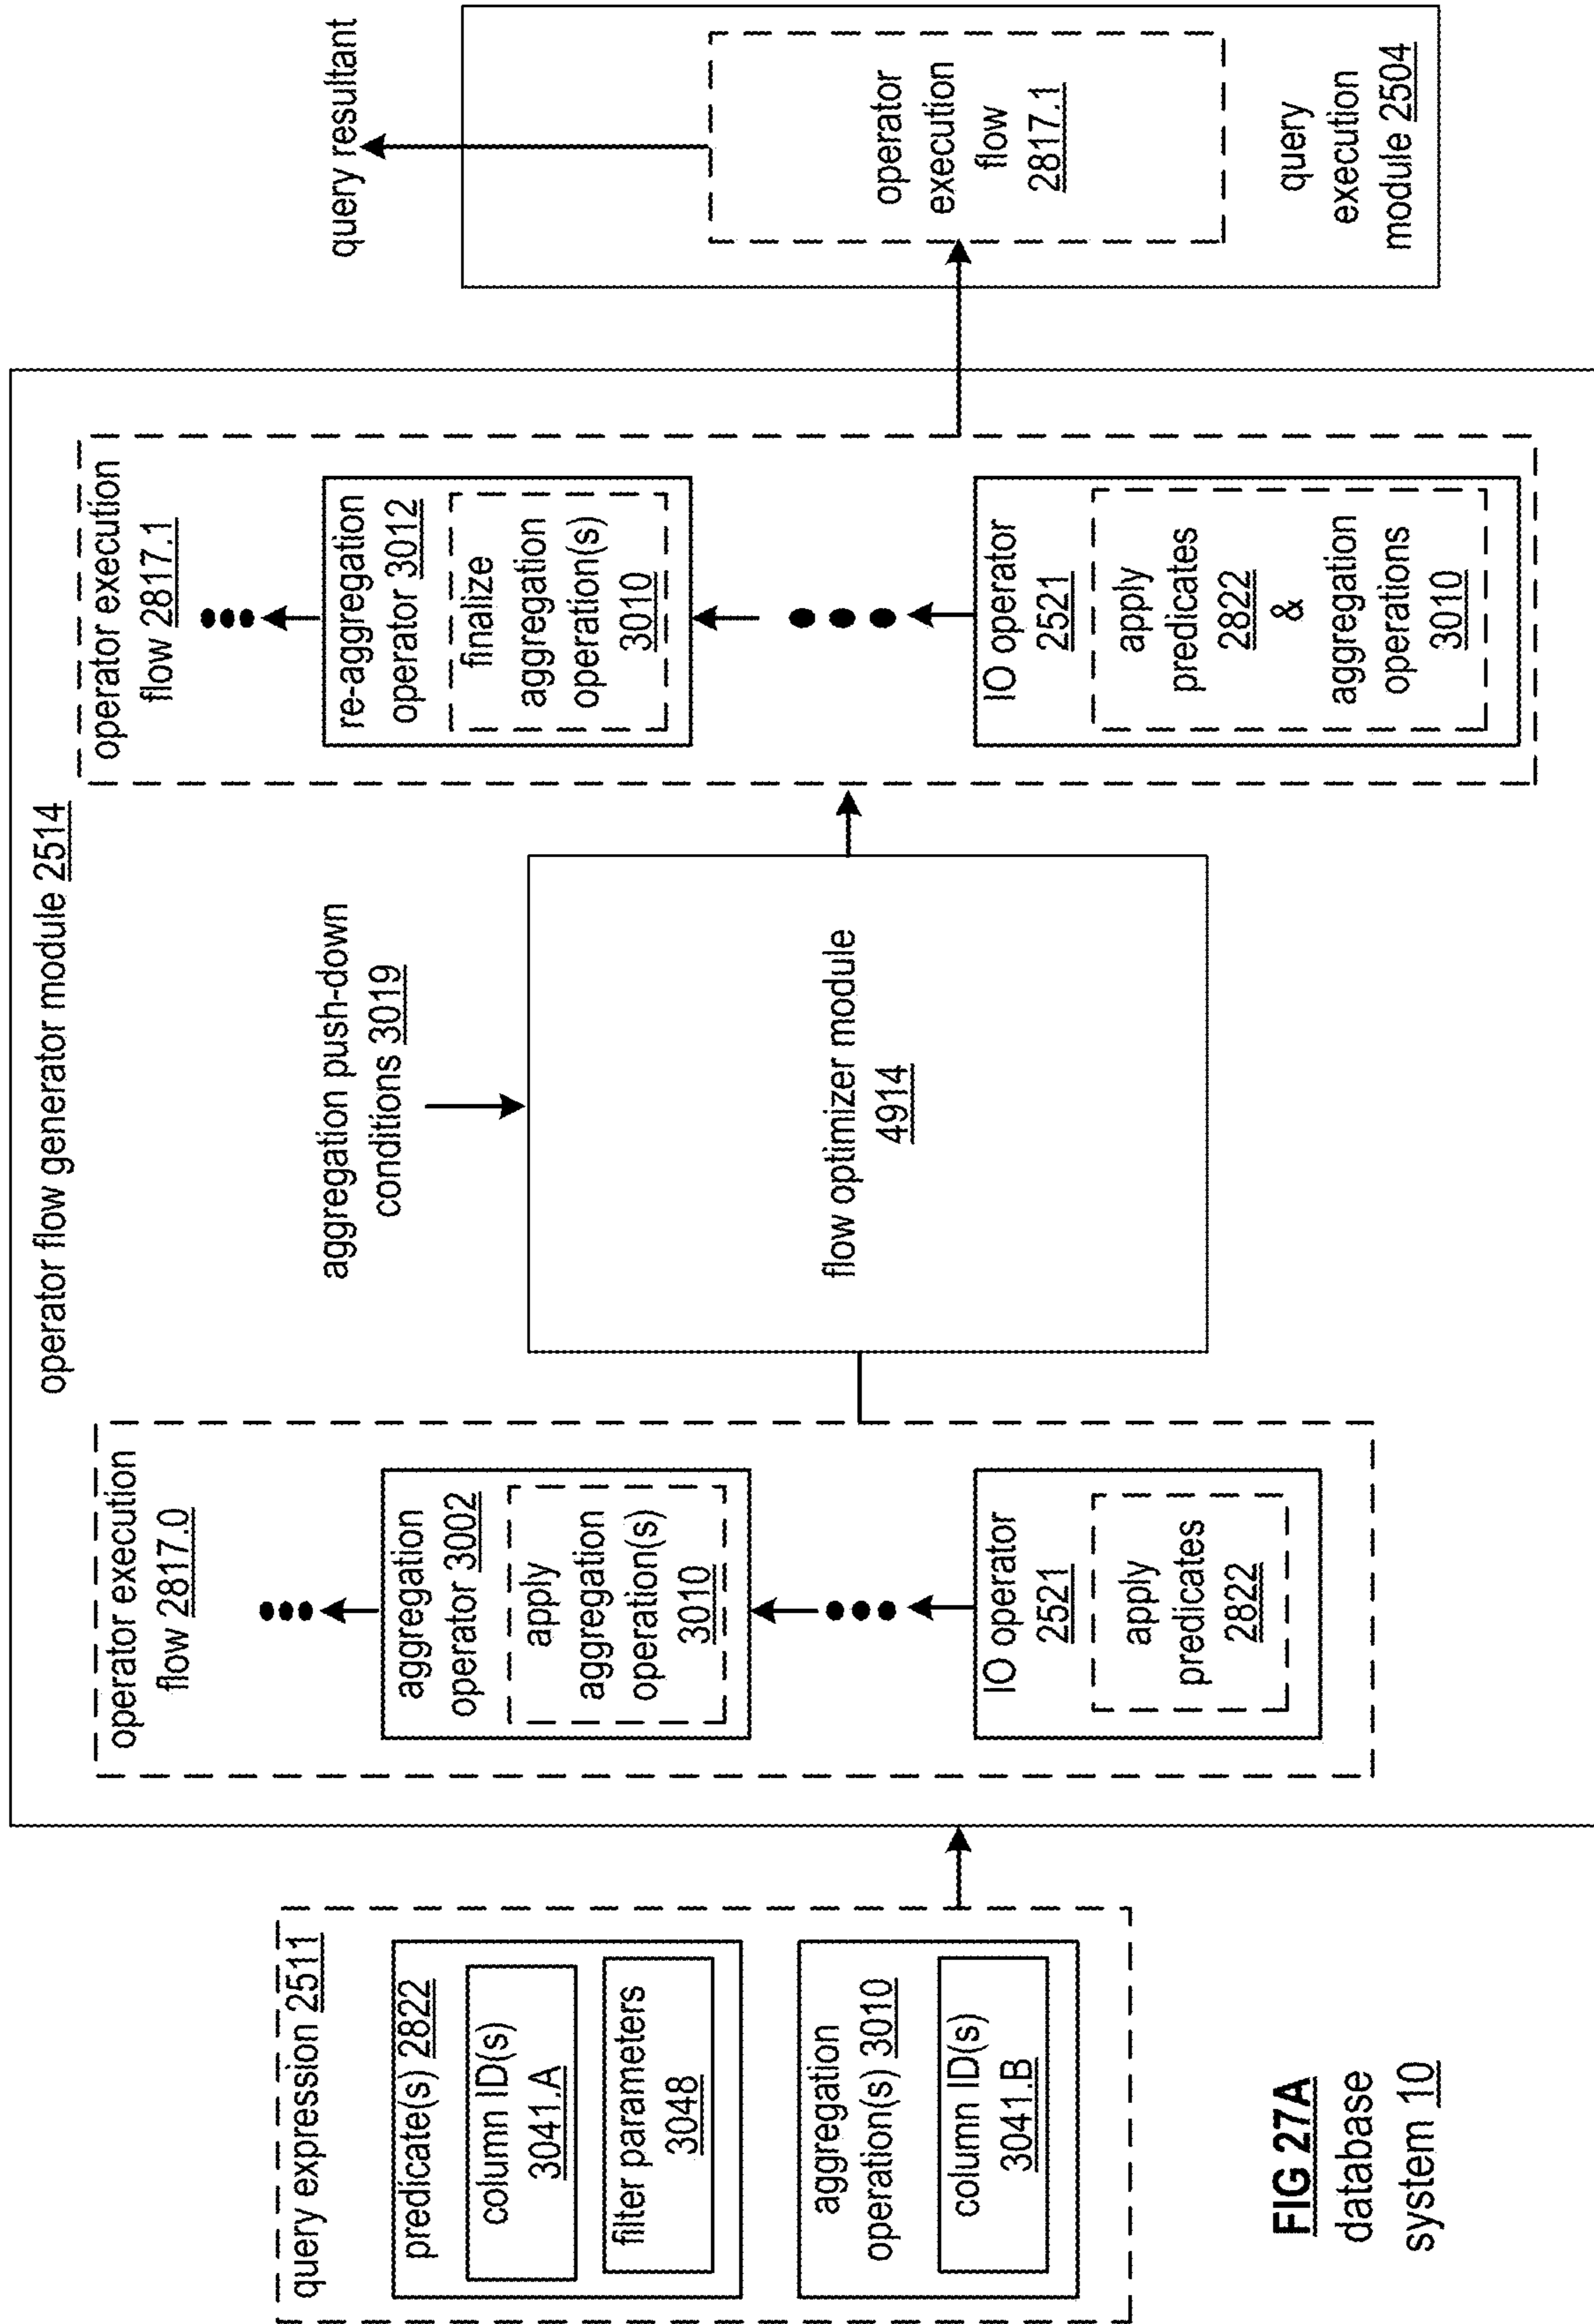 operator flow generator module 2514
query expression 2511
predicate(s) 2822
column ID(s)
3041.A
filter parameters
3048
aggregation
operation(s) 3010
column ID(s)
3041.B
operator execution
flow 2817.0
aggregation
operator 3002
apply
aggregation
operation(s)
3010
IO operator
2521
apply
predicates
2822
aggregation push-down
conditions 3019
flow optimizer module
4914
operator execution
flow 2817.1
re-aggregation
operator 3012
finalize
aggregation
operation(s)
3010
IO operator
2521
apply
predicates
2822
&
aggregation
operations
3010
query resultant
operator
execution
flow
2817.1
query
execution
module 2504
FIG 27A
database
system 10